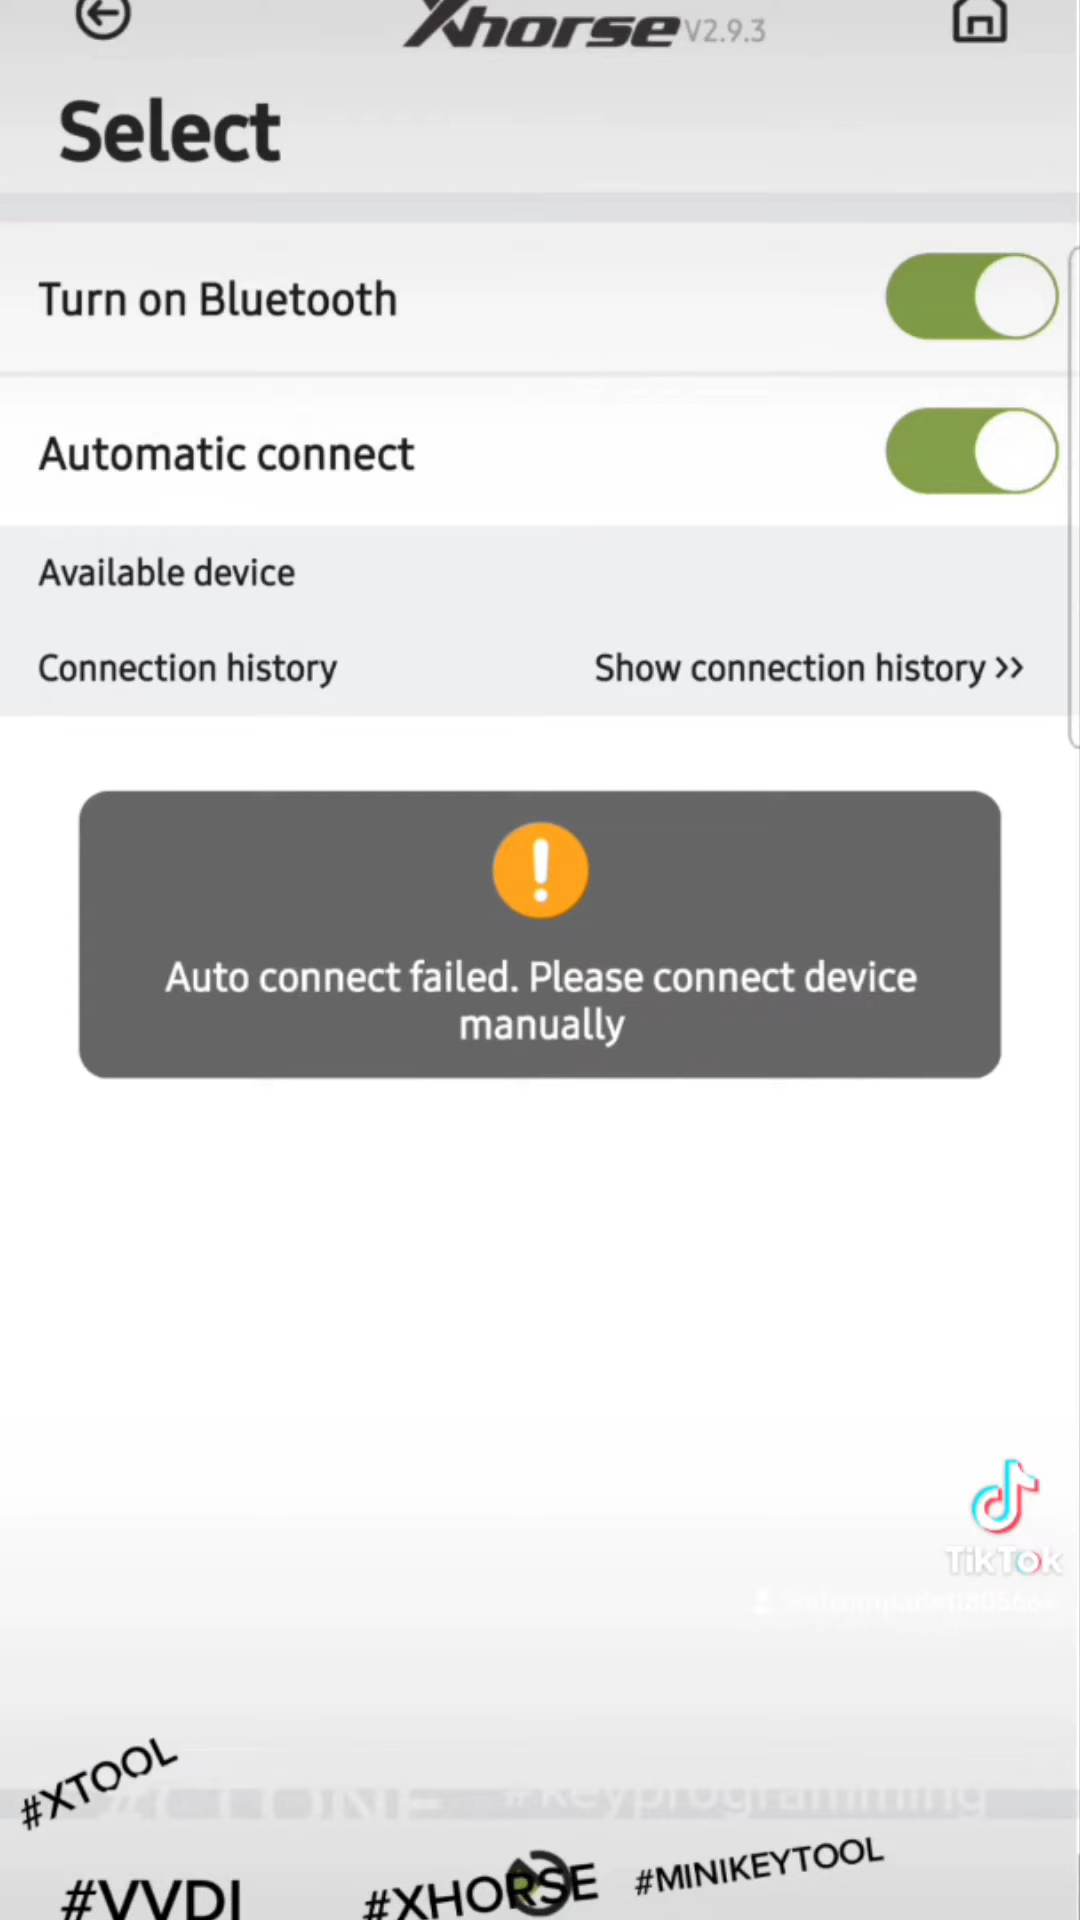 Xhorse V2.9.3
Select
Turn on Bluetooth
Automatic connect
Available device
Connection history Show connection history >>
!
Auto connect failed. Please connect device
manually
TikTok
#XTOOL
#keyprogramming
#VVDI #XHORSE #MINIKEYTOOL